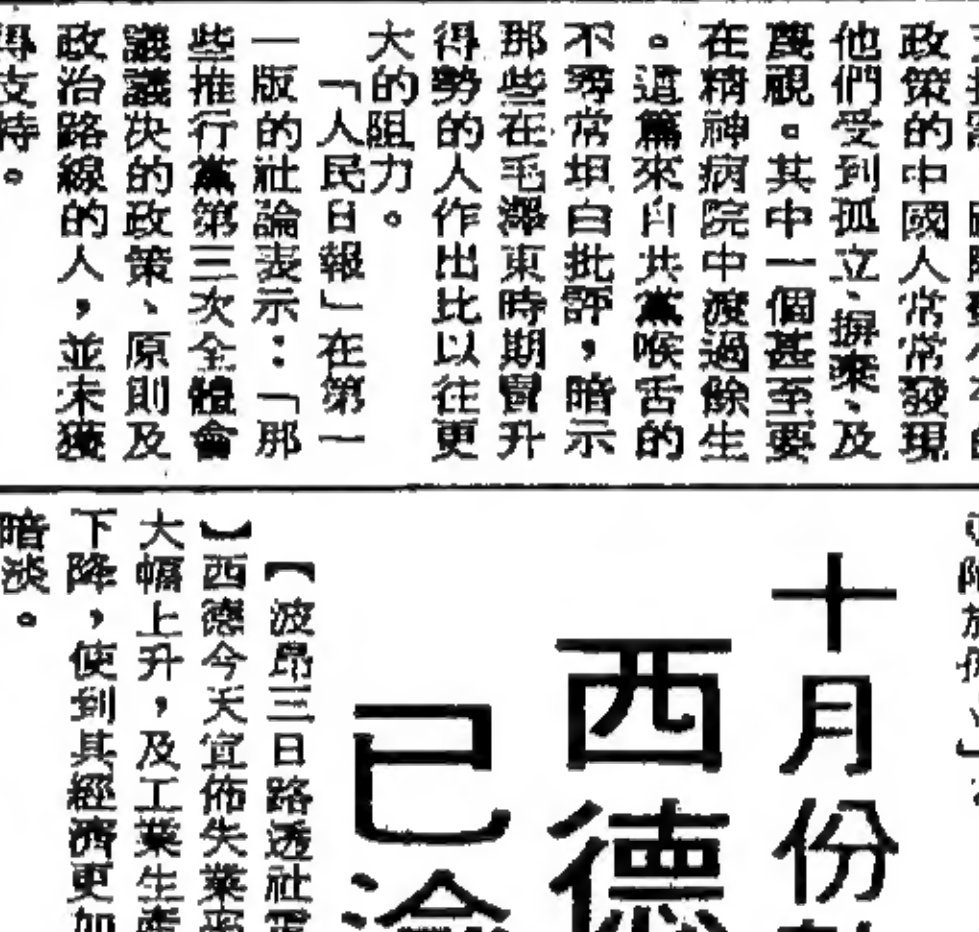 政策的中國人常常發現
他們受到孤立、摒棄、及
蔑視。其中一個甚至要
在精神病院中渡過餘生
。這篇來自共黨喉舌的
不尋常坦白批評,暗示
那些在毛澤東時期冒升
得勢的人作出比以往更
大的阻力。
「人民日報」在第一
版的社論表示:「那
些推行黨第三次全體會
議議決的政策、原則及
政治路線的人,並未獲
得支持。
十月份
西德
已渝
【波昂三日路透社電
】西德今天宣佈失業率
大幅上升,及工業生產
下降,使到其經濟更加
暗淡。